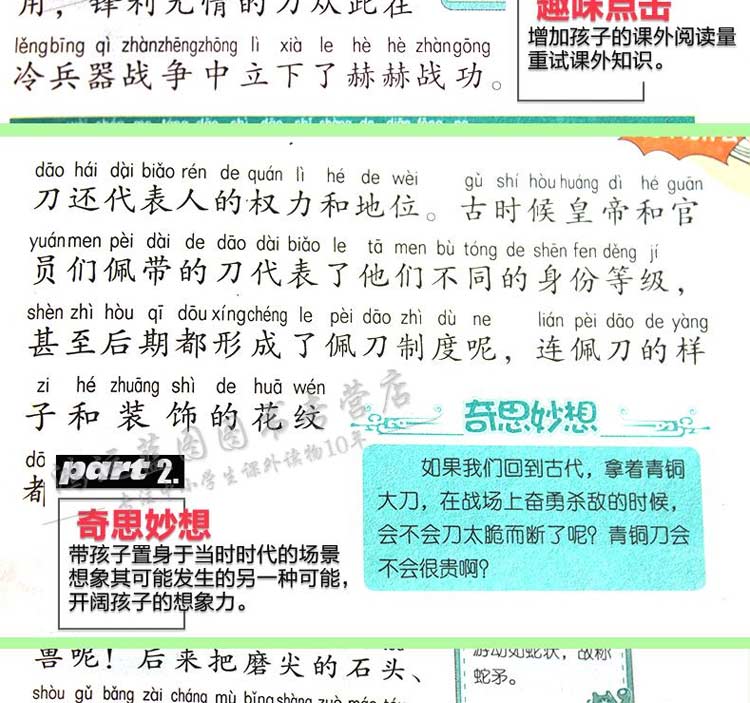 用，锋利无情的刀从此在
lěngbīng qì zhànzhēngzhōng lì xià le hè hè zhàngōng
冷兵器战争中立下了赫赫战功。
趣味点击
增加孩子的课外阅读量
重试课外知识。
dāo hái dài biǎo rén de quán lì hé de wèi
刀还代表人的权力和地位。
gǔ shí hòu huáng dì hé guān
古时候皇帝和官
yuánmen pèi dài de dāo dài biǎo le tā men bù tóng de shēn fen děng jí
员们佩带的刀代表了他们不同的身份等级，
shèn zhì hòu qī dōu xíngchéng le pèi dāo zhì dù ne lián pèi dāo de yàng
甚至后期都形成了佩刀制度呢，连佩刀的样
zi hé zhuāng shì de huā wén
子和装饰的花纹
dō
都
part 2.
奇思妙想
带孩子置身于当时时代的场景
想象其可能发生的另一种可能，
开阔孩子的想象力。
奇思妙想
如果我们回到古代，拿着青铜
大刀，在战场上奋勇杀敌的时候，
会不会刀太脆而断了呢？青铜刀会
不会很贵啊？
兽呢！后来把磨尖的石头、
shòu gǔ bǎng zài cháng mù bīng
游动如蛇状，故称
蛇矛。